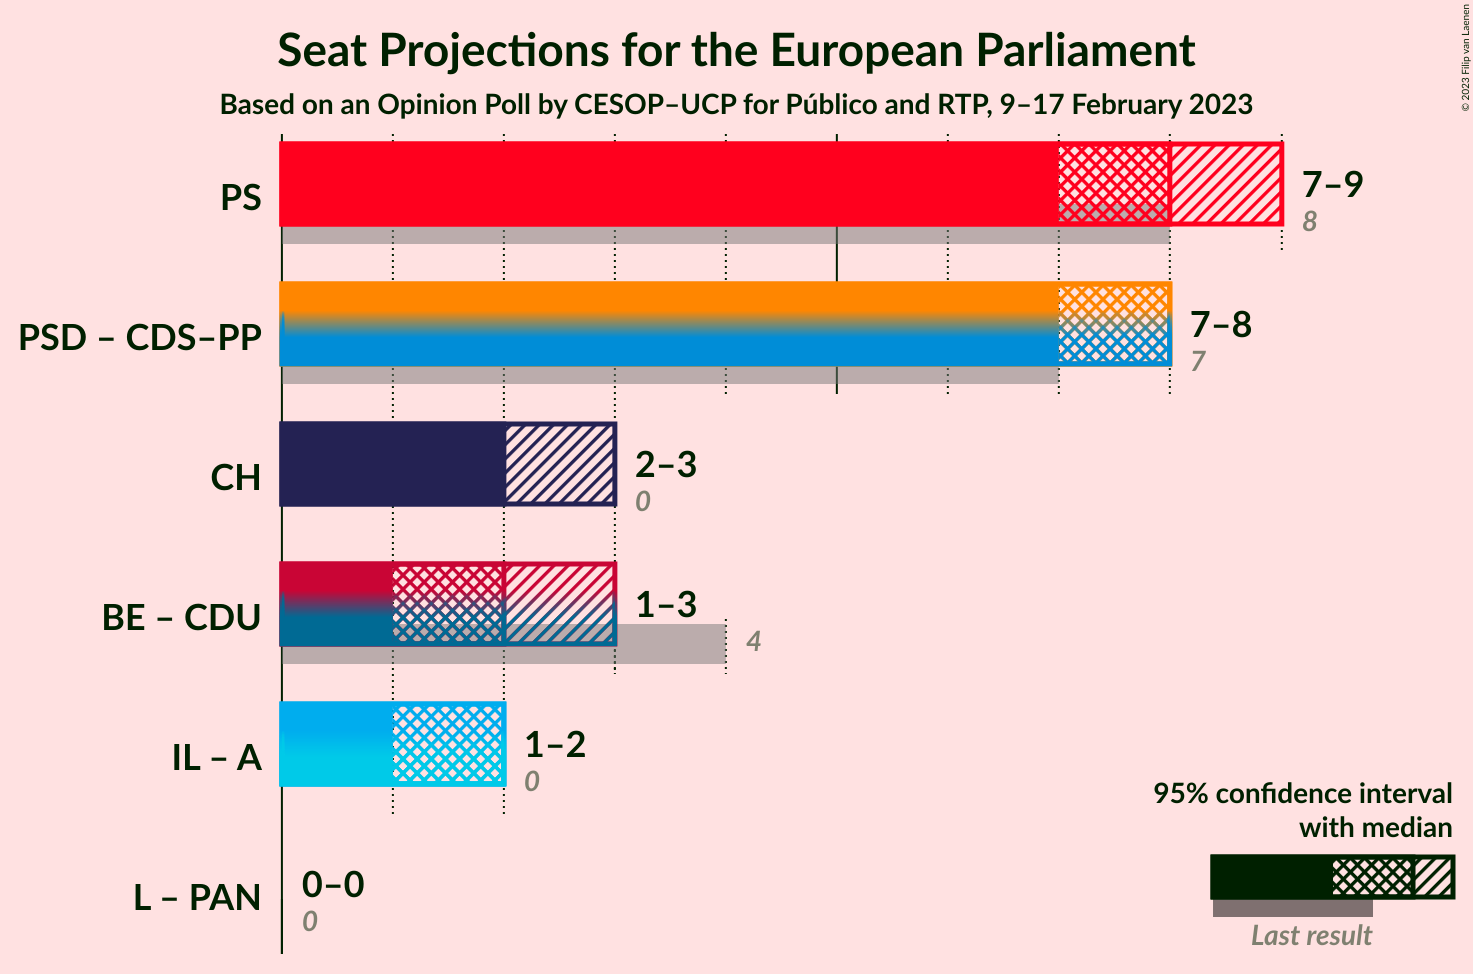 Seat Projections for the European Parliament
Based on an Opinion Poll by CESOP–UCP for Público and RTP, 9–17 February 2023
© 2023 Filip van Laenen
PS
7–9
8
PSD – CDS–PP
7–8
7
CH
2–3
0
BE – CDU
1–3
4
IL – A
1–2
0
L – PAN
0–0
0
95% confidence interval
with median
Last result